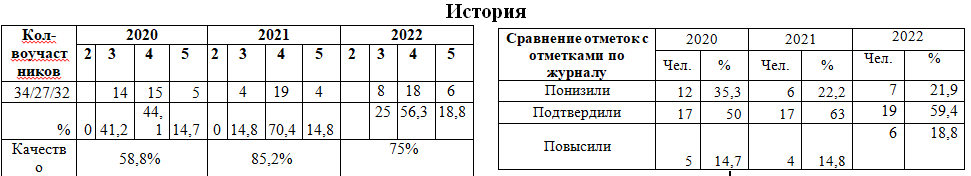 История
Кол-воучастников 2020 2021 2022
2 3 4 5 2 3 4 5 2 3 4 5
34/27/32 14 15 5 4 19 4 8 18 6
% 0 41,2 44,1 14,7 0 14,8 70,4 14,8 25 56,3 18,8
Качество 58,8% 85,2% 75%
Сравнение отметок с отметками по журналу 2020 2021 2022
Чел. % Чел. % Чел. %
Понизили 12 35,3 6 22,2 7 21,9
Подтвердили 17 50 17 63 19 59,4
Повысили 5 14,7 4 14,8 6 18,8